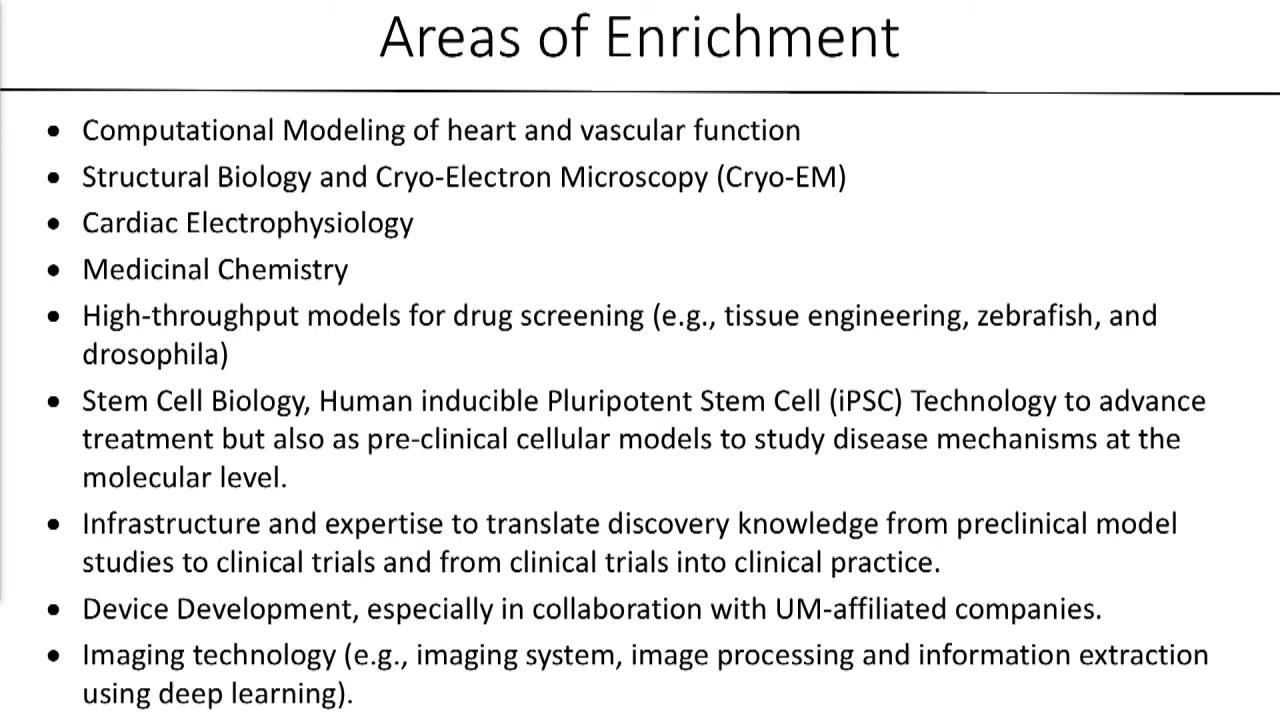 Areas of Enrichment
• Computational Modeling of heart and vascular function
• Structural Biology and Cryo-Electron Microscopy (Cryo-EM)
• Cardiac Electrophysiology
• Medicinal Chemistry
• High-throughput models for drug screening (e.g., tissue engineering, zebrafish, and
drosophila)
• Stem Cell Biology, Human inducible Pluripotent Stem Cell (iPSC) Technology to advance
treatment but also as pre-clinical cellular models to study disease mechanisms at the
molecular level.
• Infrastructure and expertise to translate discovery knowledge from preclinical model
studies to clinical trials and from clinical trials into clinical practice.
• Device Development, especially in collaboration with UM-affiliated companies.
• Imaging technology (e.g., imaging system, image processing and information extraction
using deep learning).